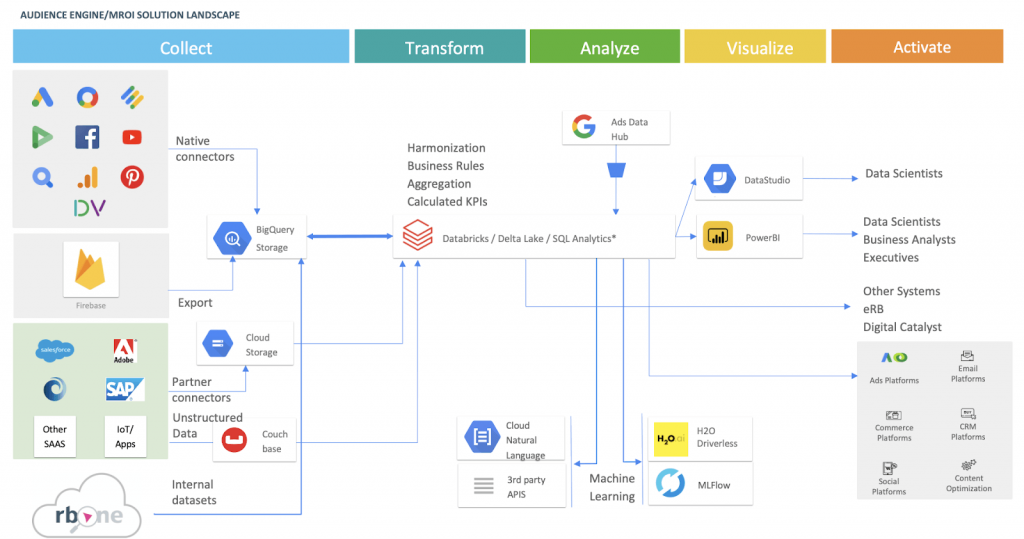 AUDIENCE ENGINE/MROI SOLUTION LANDSCAPE
Collect
Transform
Analyze
Visualize
Activate
Native
connectors
DV
BigQuery
Storage
Firebase
Export
salesforce
Adobe
SAP
Other
SAAS
IoT/
Apps
Cloud
Storage
Partner
connectors
Unstructured
Data
Couch
base
rb one
Internal
datasets
Harmonization
Business Rules
Aggregation
Calculated KPIs
Databricks / Delta Lake / SQL Analytics*
Ads Data
Hub
Cloud
Natural
Language
3rd party
APIS
Machine
Learning
H2O.ai
H2O
Driverless
MLFlow
DataStudio
PowerBI
Data Scientists
Data Scientists
Business Analysts
Executives
Other Systems
eRB
Digital Catalyst
Ads Platforms
Email
Platforms
Commerce
Platforms
BUY
CRM
Platforms
Social
Platforms
Content
Optimization